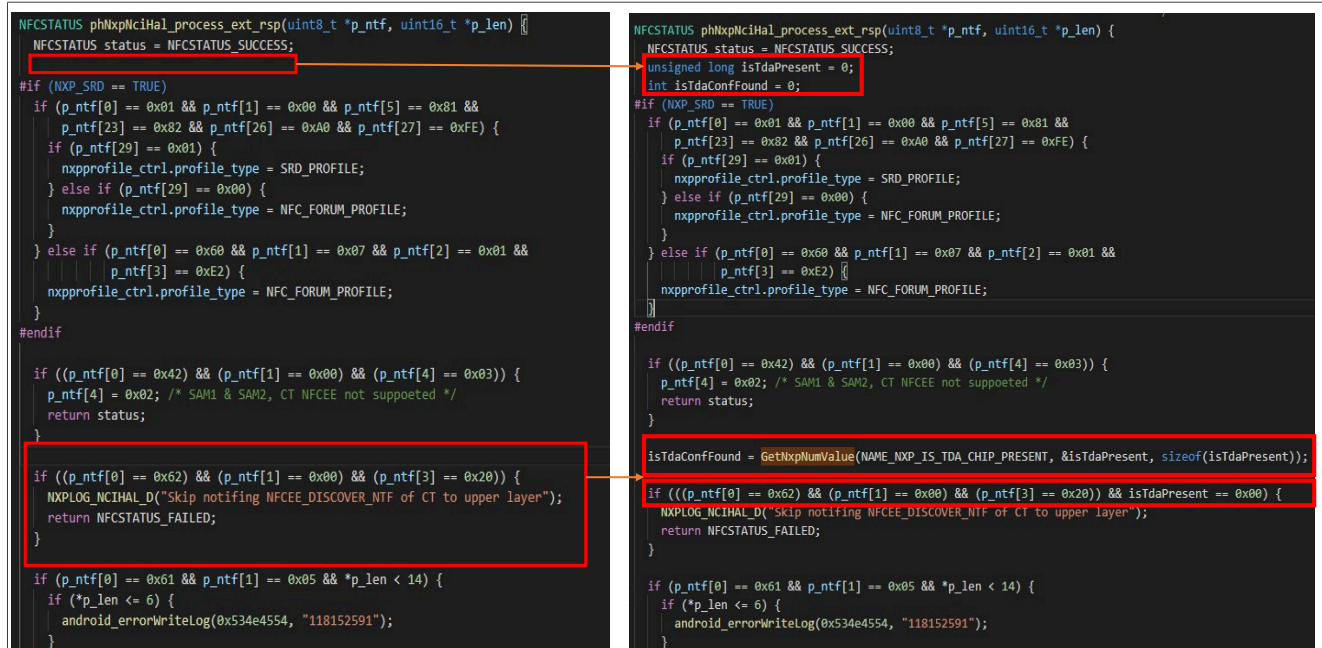 NFCSTATUS phNxpNciHal_process_ext_rsp(uint8_t *p_ntf, uint16_t *p_len) {
NFCSTATUS status = NFCSTATUS_SUCCESS;
#if (NXP_SRD == TRUE)
if (p_ntf[0] == 0x01 && p_ntf[1] == 0x00 && p_ntf[5] == 0x81 &&
p_ntf[23] == 0x82 && p_ntf[26] == 0xA0 && p_ntf[27] == 0xFE) {
if (p_ntf[29] == 0x01) {
nxpprofile_ctrl.profile_type = SRD_PROFILE;
} else if (p_ntf[29] == 0x00) {
nxpprofile_ctrl.profile_type = NFC_FORUM_PROFILE;
}
} else if (p_ntf[0] == 0x60 && p_ntf[1] == 0x07 && p_ntf[2] == 0x01 &&
p_ntf[3] == 0xE2) {
nxpprofile_ctrl.profile_type = NFC_FORUM_PROFILE;
}
#endif
if ((p_ntf[0] == 0x42) && (p_ntf[1] == 0x00) && (p_ntf[4] == 0x03)) {
p_ntf[4] = 0x02; /* SAM1 & SAM2, CT NFCEE not suppoeted */
return status;
}
if ((p_ntf[0] == 0x62) && (p_ntf[1] == 0x00) && (p_ntf[3] == 0x20)) {
NXPLOG_NCIHAL_D("Skip notifing NFCEE_DISCOVER_NTF of CT to upper layer");
return NFCSTATUS_FAILED;
}
if (p_ntf[0] == 0x61 && p_ntf[1] == 0x05 && *p_len < 14) {
if (*p_len <= 6) {
android_errorWriteLog(0x534e4554, "118152591");
}
NFCSTATUS phNxpNciHal_process_ext_rsp(uint8_t *p_ntf, uint16_t *p_len) {
NFCSTATUS status = NFCSTATUS_SUCCESS;
unsigned long isTdaPresent = 0;
int isTdaConfFound = 0;
#if (NXP_SRD == TRUE)
if (p_ntf[0] == 0x01 && p_ntf[1] == 0x00 && p_ntf[5] == 0x81 &&
p_ntf[23] == 0x82 && p_ntf[26] == 0xA0 && p_ntf[27] == 0xFE) {
if (p_ntf[29] == 0x01) {
nxpprofile_ctrl.profile_type = SRD_PROFILE;
} else if (p_ntf[29] == 0x00) {
nxpprofile_ctrl.profile_type = NFC_FORUM_PROFILE;
}
} else if (p_ntf[0] == 0x60 && p_ntf[1] == 0x07 && p_ntf[2] == 0x01 &&
p_ntf[3] == 0xE2) {
nxpprofile_ctrl.profile_type = NFC_FORUM_PROFILE;
}
#endif
if ((p_ntf[0] == 0x42) && (p_ntf[1] == 0x00) && (p_ntf[4] == 0x03)) {
p_ntf[4] = 0x02; /* SAM1 & SAM2, CT NFCEE not suppoeted */
return status;
}
isTdaConfFound = GetNxpNumValue(NAME_NXP_IS_TDA_CHIP_PRESENT, &isTdaPresent, sizeof(isTdaPresent));
if (((p_ntf[0] == 0x62) && (p_ntf[1] == 0x00) && (p_ntf[3] == 0x20)) && isTdaPresent == 0x00) {
NXPLOG_NCIHAL_D("Skip notifing NFCEE_DISCOVER_NTF of CT to upper layer");
return NFCSTATUS_FAILED;
}
if (p_ntf[0] == 0x61 && p_ntf[1] == 0x05 && *p_len < 14) {
if (*p_len <= 6) {
android_errorWriteLog(0x534e4554, "118152591");
}